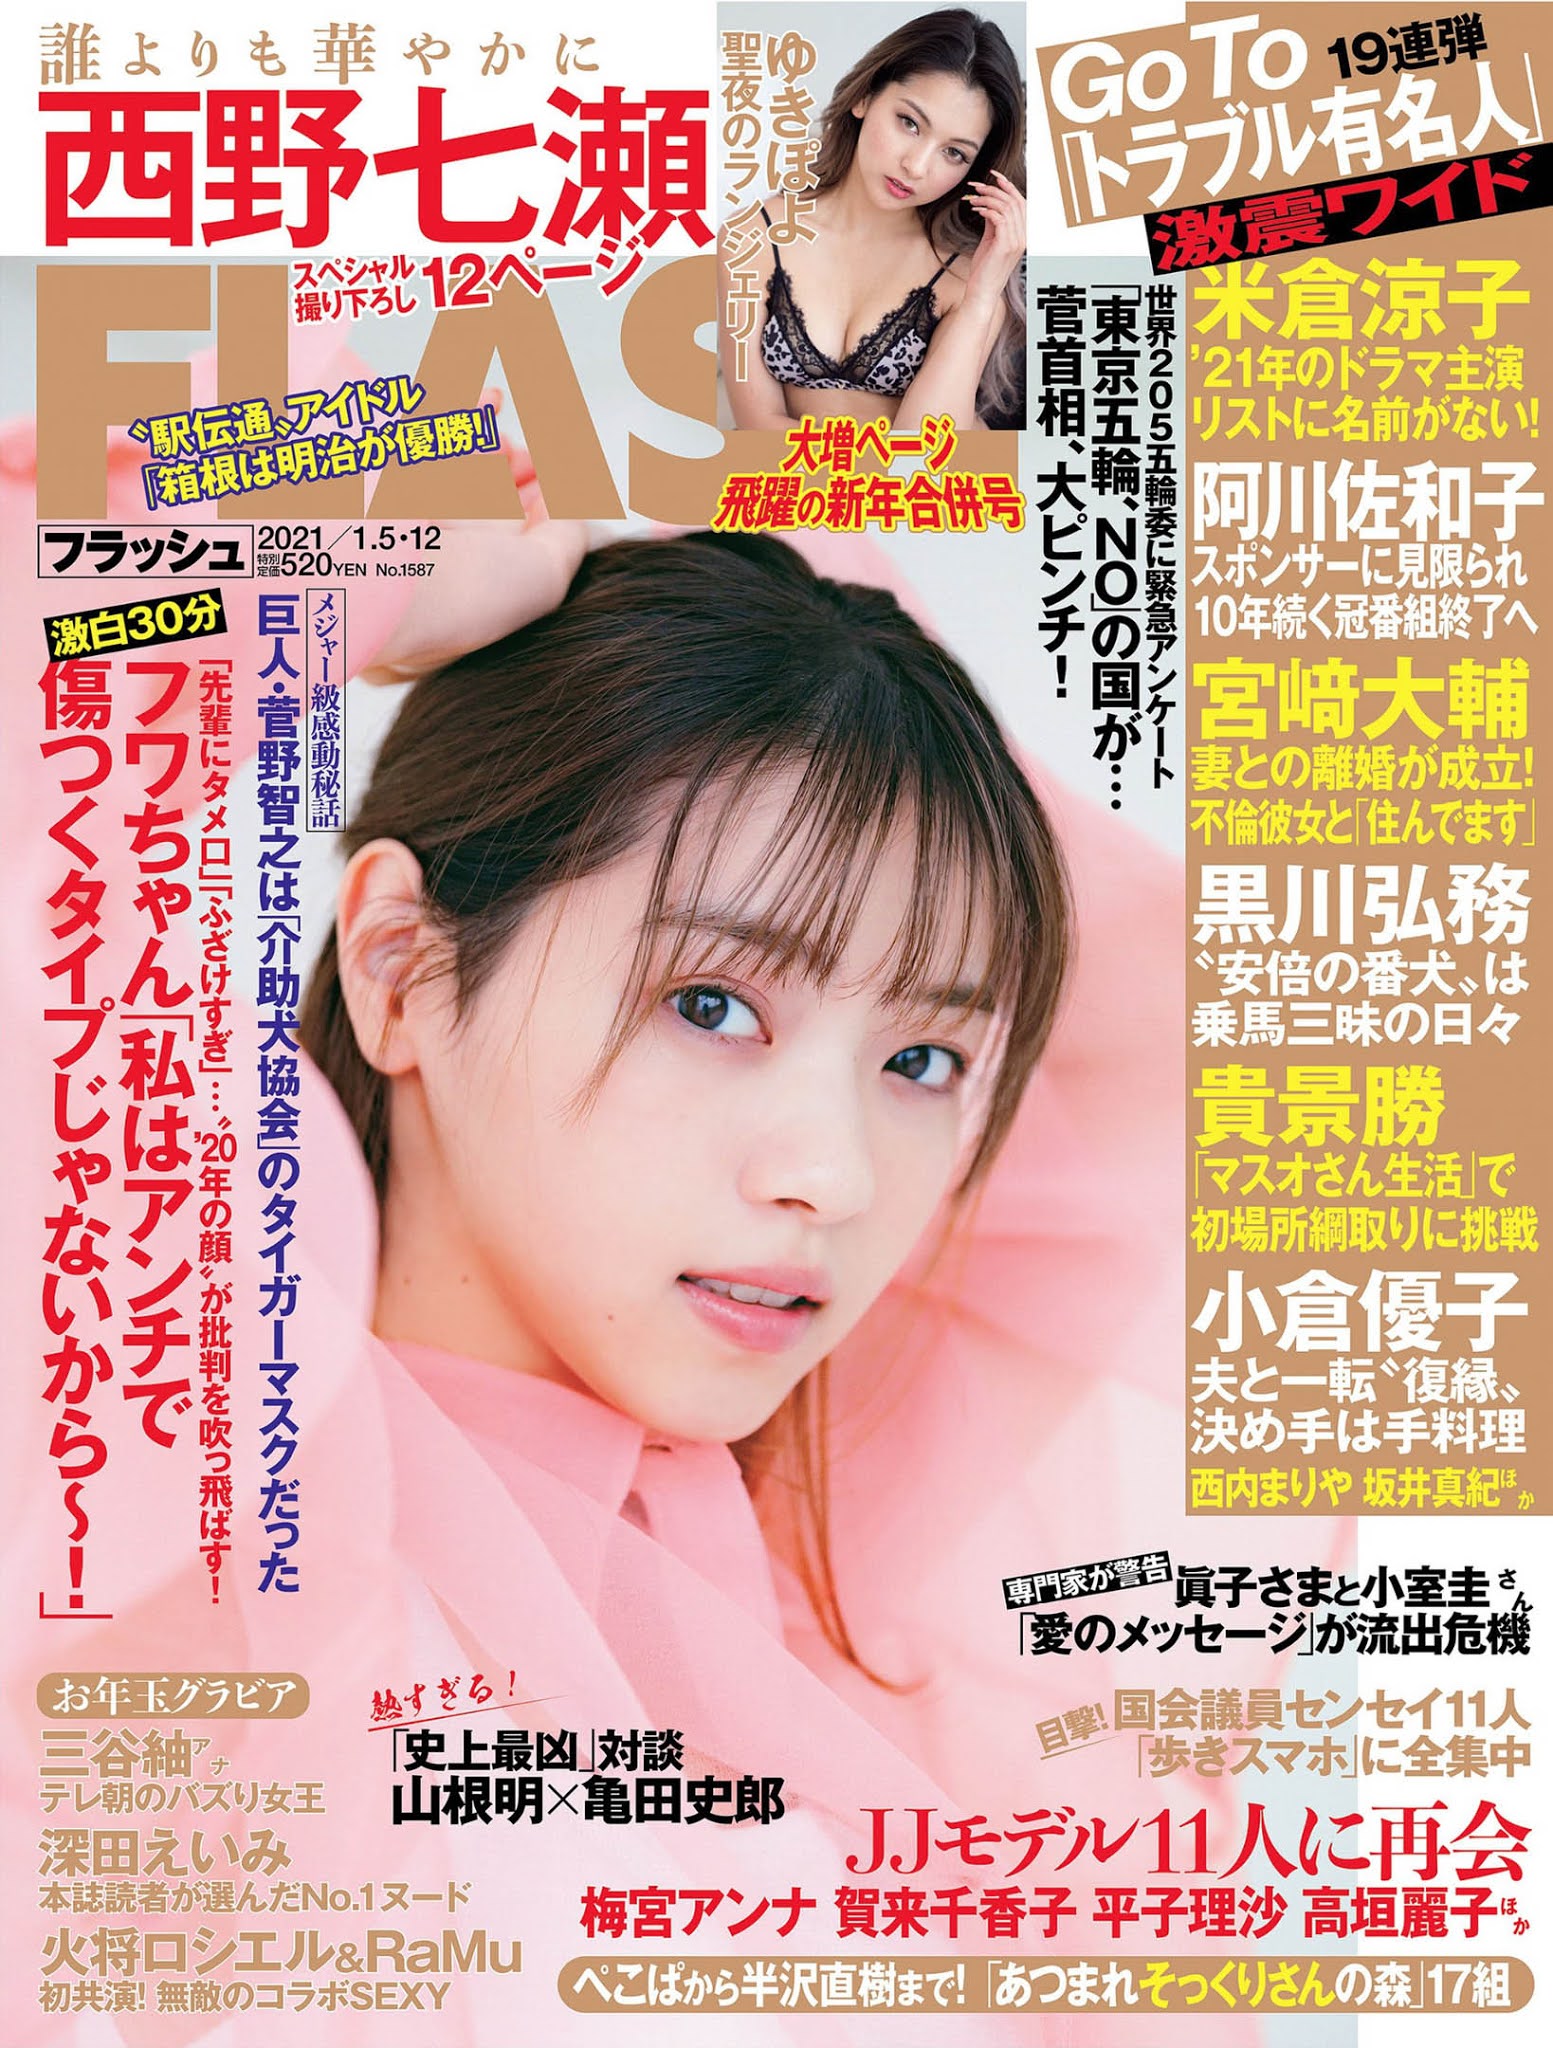 誰よりも華やかに
西野七瀬
スペシャル
撮り下ろし
12ページ
FLAS
ゆきぽよ
聖夜のランジェリー
大増ページ
飛躍の新年合併号
〝駅伝通〟アイドル
「箱根は明治が優勝!」
フラッシュ
2021/1.5・12
特別
定価520YEN No.1587
19連弾
Go To
「トラブル有名人」
激震ワイド
米倉涼子
'21年のドラマ主演
リストに名前がない!
阿川佐和子
スポンサーに見限られ
10年続く冠番組終了へ
宮﨑大輔
妻との離婚が成立!
不倫彼女と「住んでます」
黒川弘務
〝安倍の番犬〟は
乗馬三昧の日々
貴景勝
「マスオさん生活」で
初場所綱取りに挑戦
小倉優子
夫と一転〝復縁〟
決め手は手料理
西内まりや 坂井真紀ほか
世界205五輪委に緊急アンケート
「東京五輪、NO」の国が…
菅首相、大ピンチ!
メジャー級感動秘話
巨人・菅野智之は「介助犬協会」のタイガーマスクだった
激白30分
「先輩にタメ口」「ふざけすぎ」…〝'20年の顔〟が批判を吹っ飛ばす!
フワちゃん「私はアンチで
傷つくタイプじゃないから〜!」
専門家が警告
眞子さまと小室圭さん
「愛のメッセージ」が流出危機
目撃!
国会議員センセイ11人
「歩きスマホ」に全集中
お年玉グラビア
三谷紬アナ
テレ朝のバズり女王
深田えいみ
本誌読者が選んだNo.1ヌード
火将ロシエル&RaMu
初共演! 無敵のコラボSEXY
熱すぎる!
「史上最凶」対談
山根明×亀田史郎
JJモデル11人に再会
梅宮アンナ 賀来千香子 平子理沙 高垣麗子ほか
ぺこぱから半沢直樹まで!「あつまれそっくりさんの森」17組